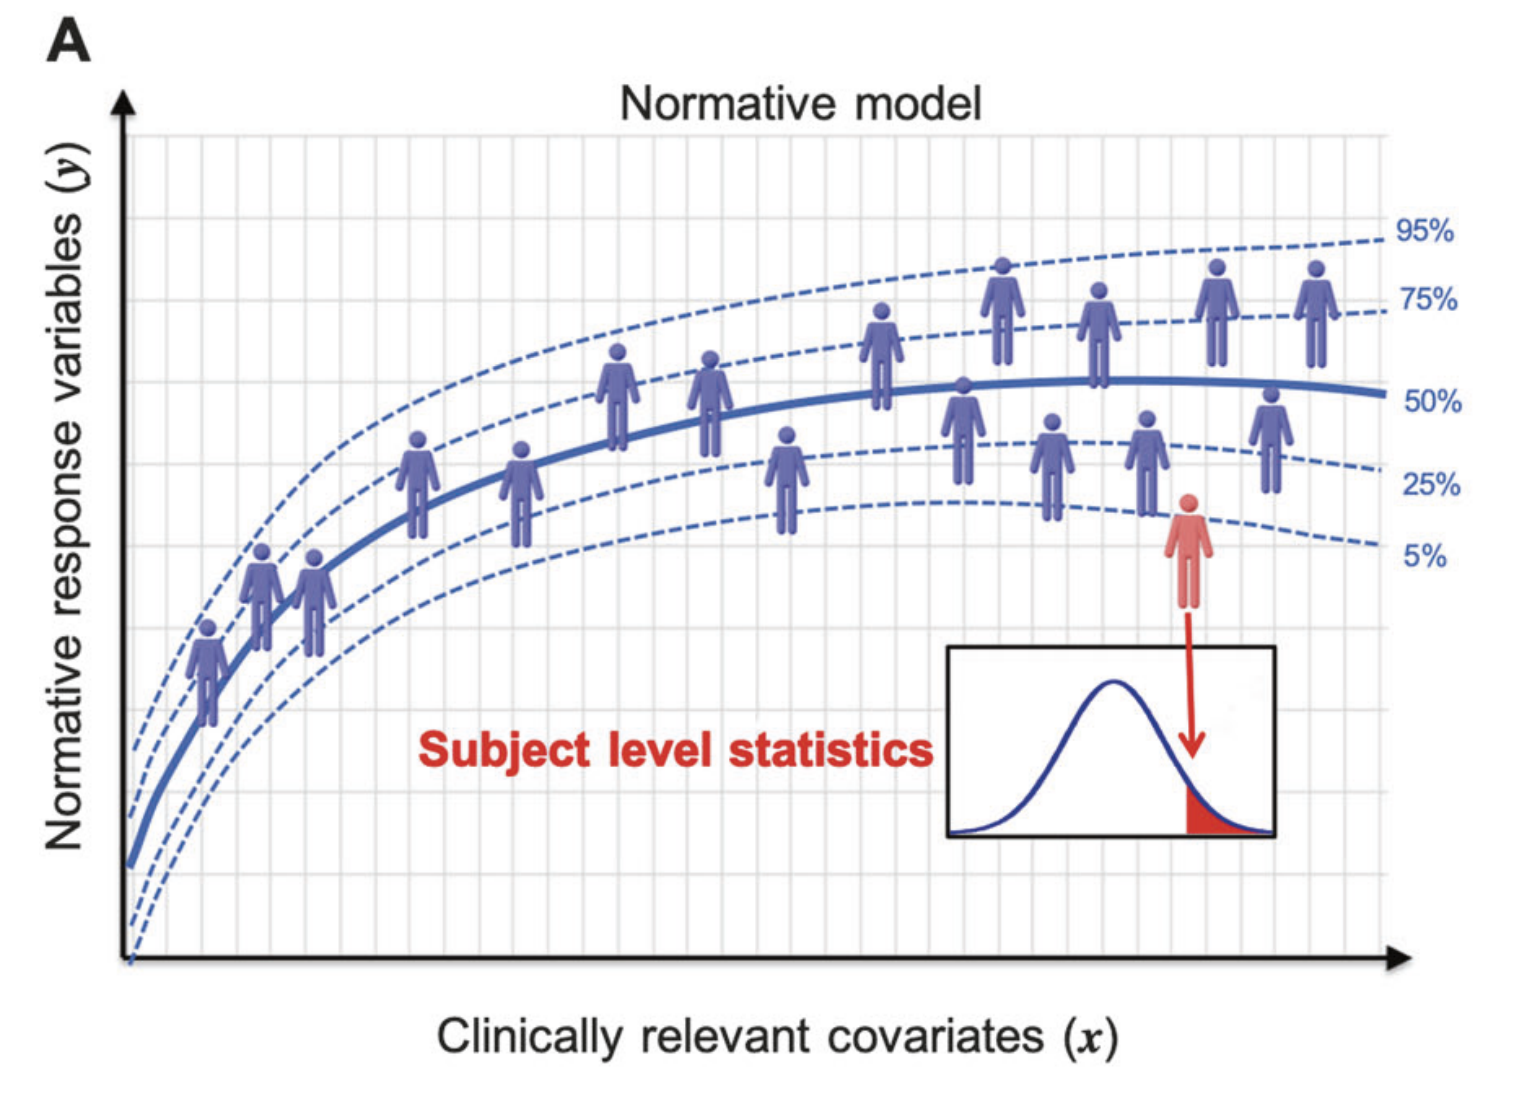 A
Normative model
Normative response variables (y)
95%
75%
50%
25%
5%
Subject level statistics
Clinically relevant covariates (x)